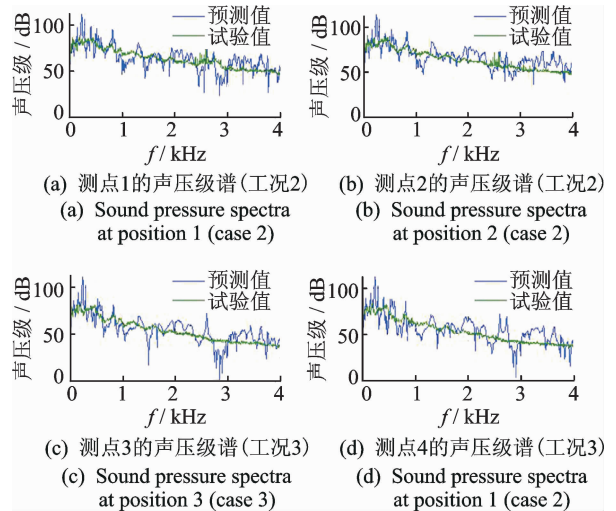 预测值
试验值
声压级 / dB
100
50
0
0 1 2 3 4
f / kHz
(a) 测点1的声压级谱(工况2)
(a) Sound pressure spectra
at position 1 (case 2)
预测值
试验值
声压级 / dB
100
50
0
0 1 2 3 4
f / kHz
(b) 测点2的声压级谱(工况2)
(b) Sound pressure spectra
at position 2 (case 2)
预测值
试验值
声压级 / dB
100
50
0
0 1 2 3 4
f / kHz
(c) 测点3的声压级谱(工况3)
(c) Sound pressure spectra
at position 3 (case 3)
预测值
试验值
声压级 / dB
100
50
0
0 1 2 3 4
f / kHz
(d) 测点4的声压级谱(工况3)
(d) Sound pressure spectra
at position 1 (case 2)